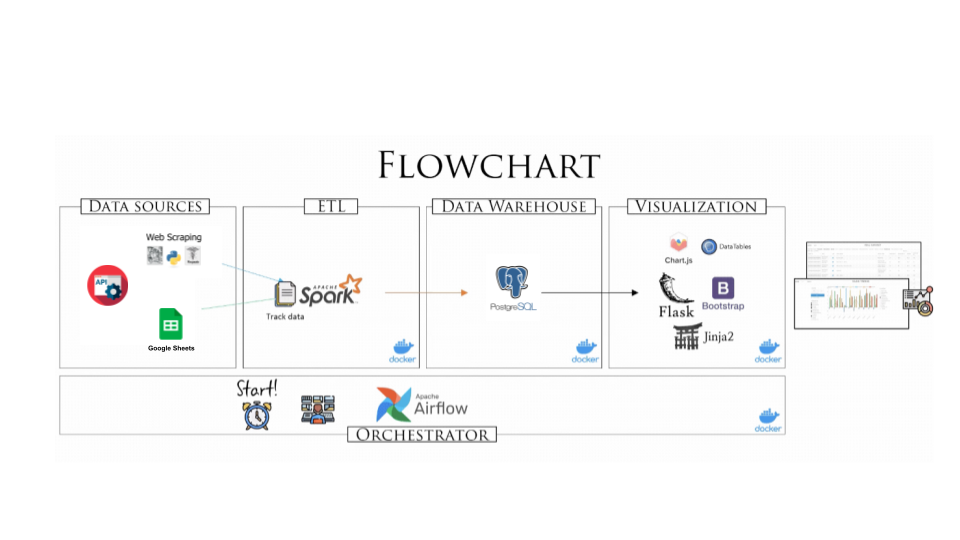 FLOWCHART
DATA SOURCES
ETL
DATA WAREHOUSE
VISUALIZATION
Web Scraping
API
Google Sheets
APACHE
Spark
Track data
docker
PostgreSQL
docker
Chart.js
DataTables
Flask
B
Bootstrap
Jinja2
docker
Start!
Apache
Airflow
docker
ORCHESTRATOR